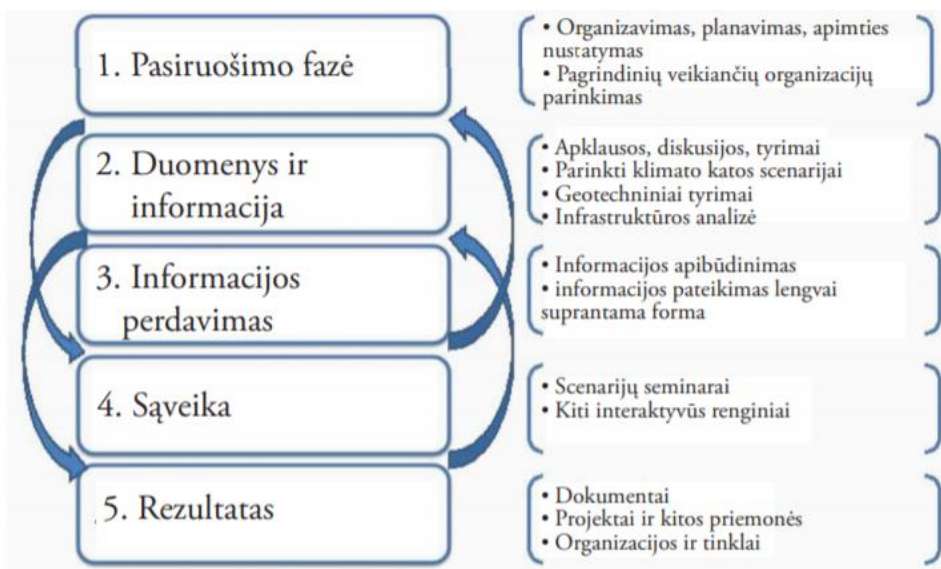 1. Pasiruošimo fazė
• Organizavimas, planavimas, apimties
nustatymas
• Pagrindinių veikiančių organizacijų
parinkimas
2. Duomenys ir
informacija
• Apklausos, diskusijos, tyrimai
• Parinkti klimato katos scenarijai
• Geotechniniai tyrimai
• Infrastruktūros analizė
3. Informacijos
perdavimas
• Informacijos apibūdinimas
• informacijos pateikimas lengvai
suprantama forma
4. Sąveika
• Scenarijų seminarai
• Kiti interaktyvūs renginiai
5. Rezultatas
• Dokumentai
• Projektai ir kitos priemonės
• Organizacijos ir tinklai